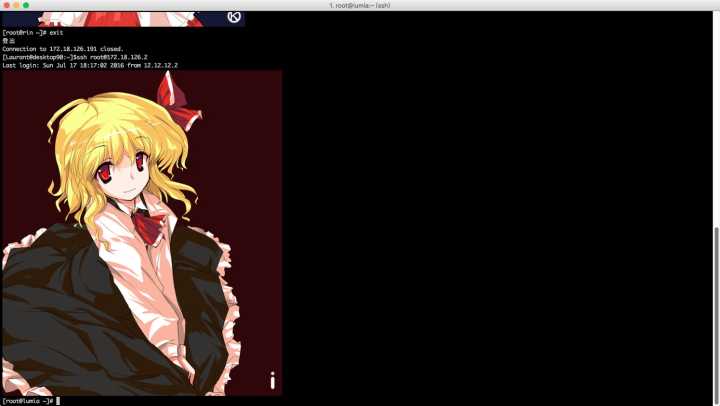 1. root@lumia:~ (ssh)
[root@rin ~]# exit
登出
Connection to 172.18.126.191 closed.
[Laurant@desktop90:~]$ssh root@172.18.126.2
Last login: Sun Jul 17 18:17:02 2016 from 12.12.12.2
[root@lumia ~]#